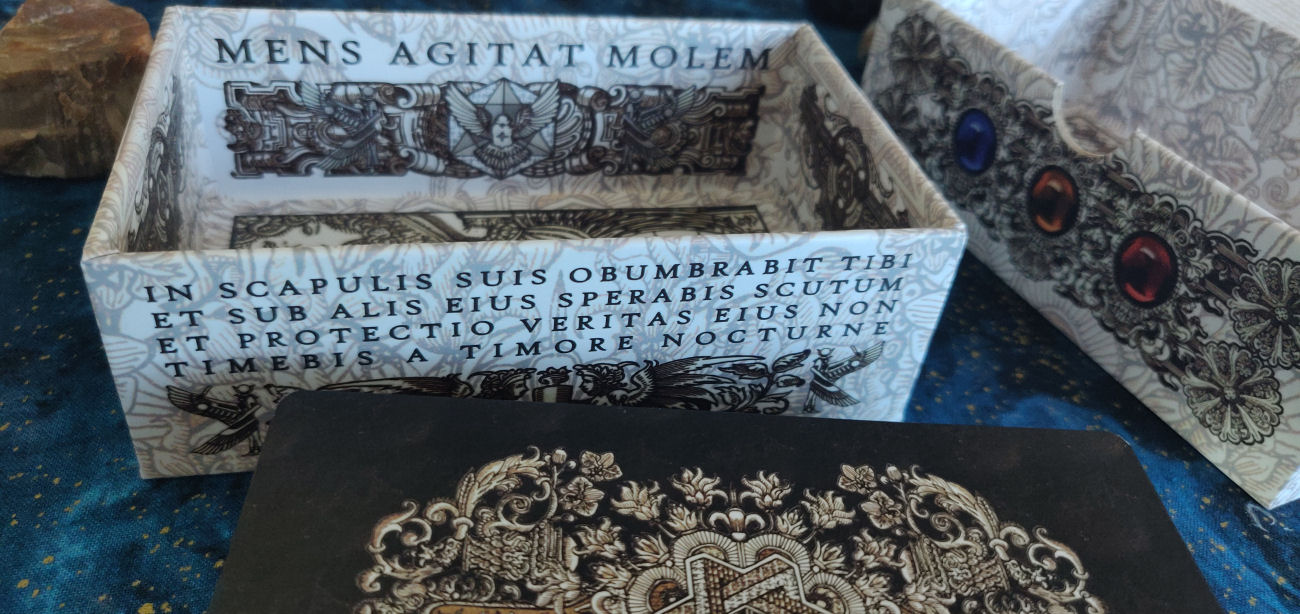 MENS AGITAT MOLEM
IN SCAPULIS SUIS OBUMBRABIT TIBI
ET SUB ALIS EIUS SPERABIS SCUTUM
ET PROTECTIO VERITAS EIUS NON
TIMEBIS A TIMORE NOCTURNE